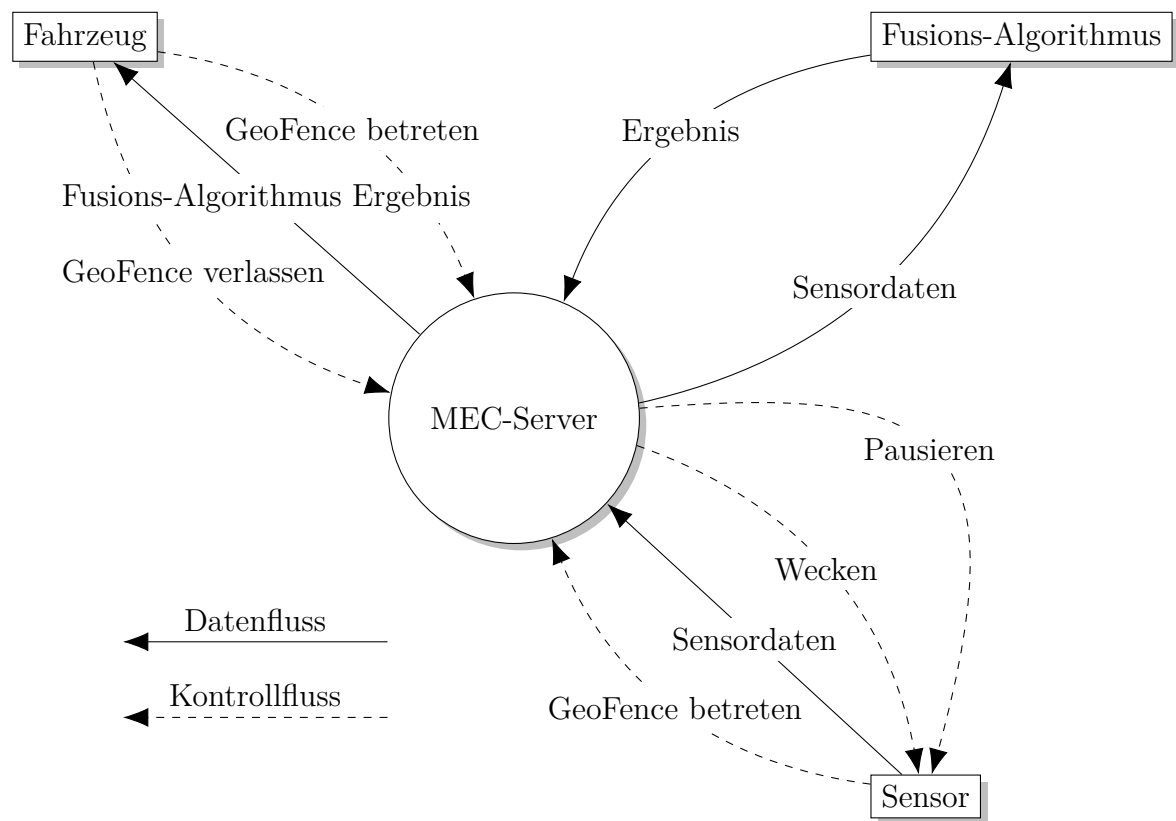 Fahrzeug
Fusions-Algorithmus
GeoFence betreten
Ergebnis
Fusions-Algorithmus Ergebnis
GeoFence verlassen
Sensordaten
MEC-Server
Pausieren
Wecken
Datenfluss
Sensordaten
Kontrollfluss
GeoFence betreten
Sensor